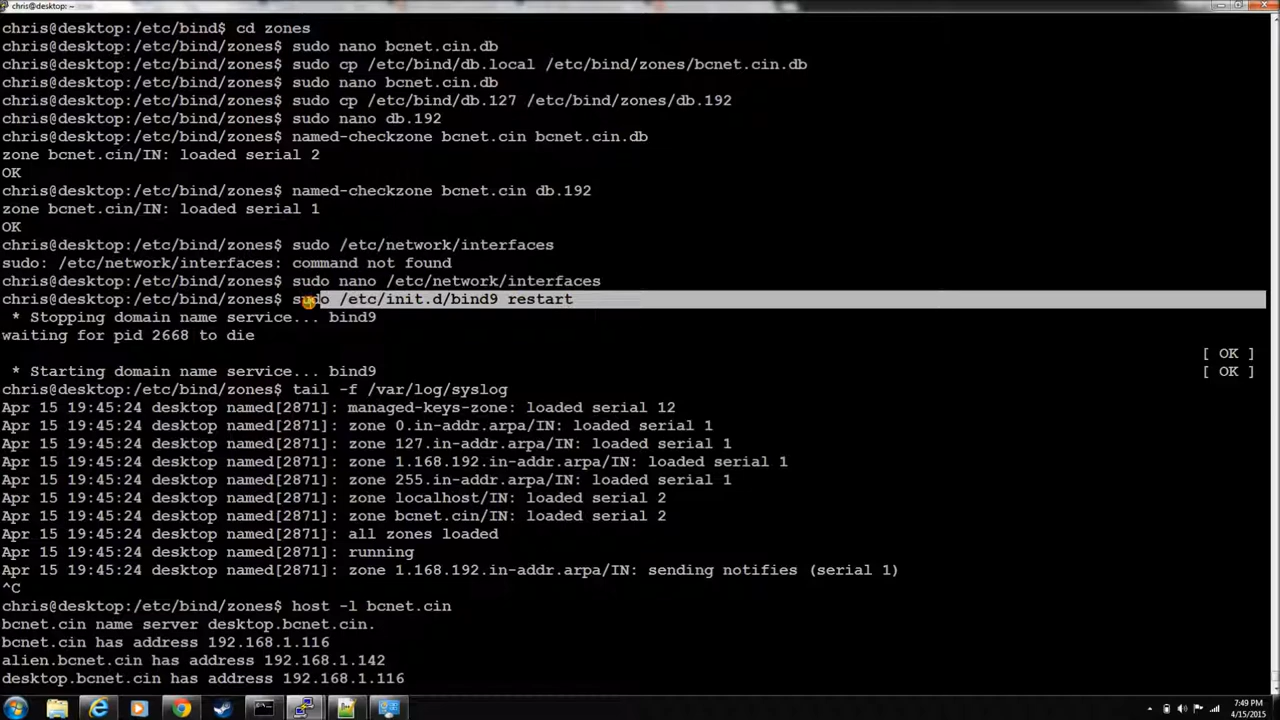 chris@desktop: ~
chris@desktop:/etc/bind$ cd zones
chris@desktop:/etc/bind/zones$ sudo nano bcnet.cin.db
chris@desktop:/etc/bind/zones$ sudo cp /etc/bind/db.local /etc/bind/zones/bcnet.cin.db
chris@desktop:/etc/bind/zones$ sudo nano bcnet.cin.db
chris@desktop:/etc/bind/zones$ sudo cp /etc/bind/db.127 /etc/bind/zones/db.192
chris@desktop:/etc/bind/zones$ sudo nano db.192
chris@desktop:/etc/bind/zones$ named-checkzone bcnet.cin bcnet.cin.db
zone bcnet.cin/IN: loaded serial 2
OK
chris@desktop:/etc/bind/zones$ named-checkzone bcnet.cin db.192
zone bcnet.cin/IN: loaded serial 1
OK
chris@desktop:/etc/bind/zones$ sudo /etc/network/interfaces
sudo: /etc/network/interfaces: command not found
chris@desktop:/etc/bind/zones$ sudo nano /etc/network/interfaces
chris@desktop:/etc/bind/zones$ sudo /etc/init.d/bind9 restart
* Stopping domain name service... bind9
waiting for pid 2668 to die
[ OK ]
* Starting domain name service... bind9 [ OK ]
chris@desktop:/etc/bind/zones$ tail -f /var/log/syslog
Apr 15 19:45:24 desktop named[2871]: managed-keys-zone: loaded serial 12
Apr 15 19:45:24 desktop named[2871]: zone 0.in-addr.arpa/IN: loaded serial 1
Apr 15 19:45:24 desktop named[2871]: zone 127.in-addr.arpa/IN: loaded serial 1
Apr 15 19:45:24 desktop named[2871]: zone 1.168.192.in-addr.arpa/IN: loaded serial 1
Apr 15 19:45:24 desktop named[2871]: zone 255.in-addr.arpa/IN: loaded serial 1
Apr 15 19:45:24 desktop named[2871]: zone localhost/IN: loaded serial 2
Apr 15 19:45:24 desktop named[2871]: zone bcnet.cin/IN: loaded serial 2
Apr 15 19:45:24 desktop named[2871]: all zones loaded
Apr 15 19:45:24 desktop named[2871]: running
Apr 15 19:45:24 desktop named[2871]: zone 1.168.192.in-addr.arpa/IN: sending notifies (serial 1)
^C
chris@desktop:/etc/bind/zones$ host -l bcnet.cin
bcnet.cin name server desktop.bcnet.cin.
bcnet.cin has address 192.168.1.116
alien.bcnet.cin has address 192.168.1.142
desktop.bcnet.cin has address 192.168.1.116
7:49 PM
4/15/2015